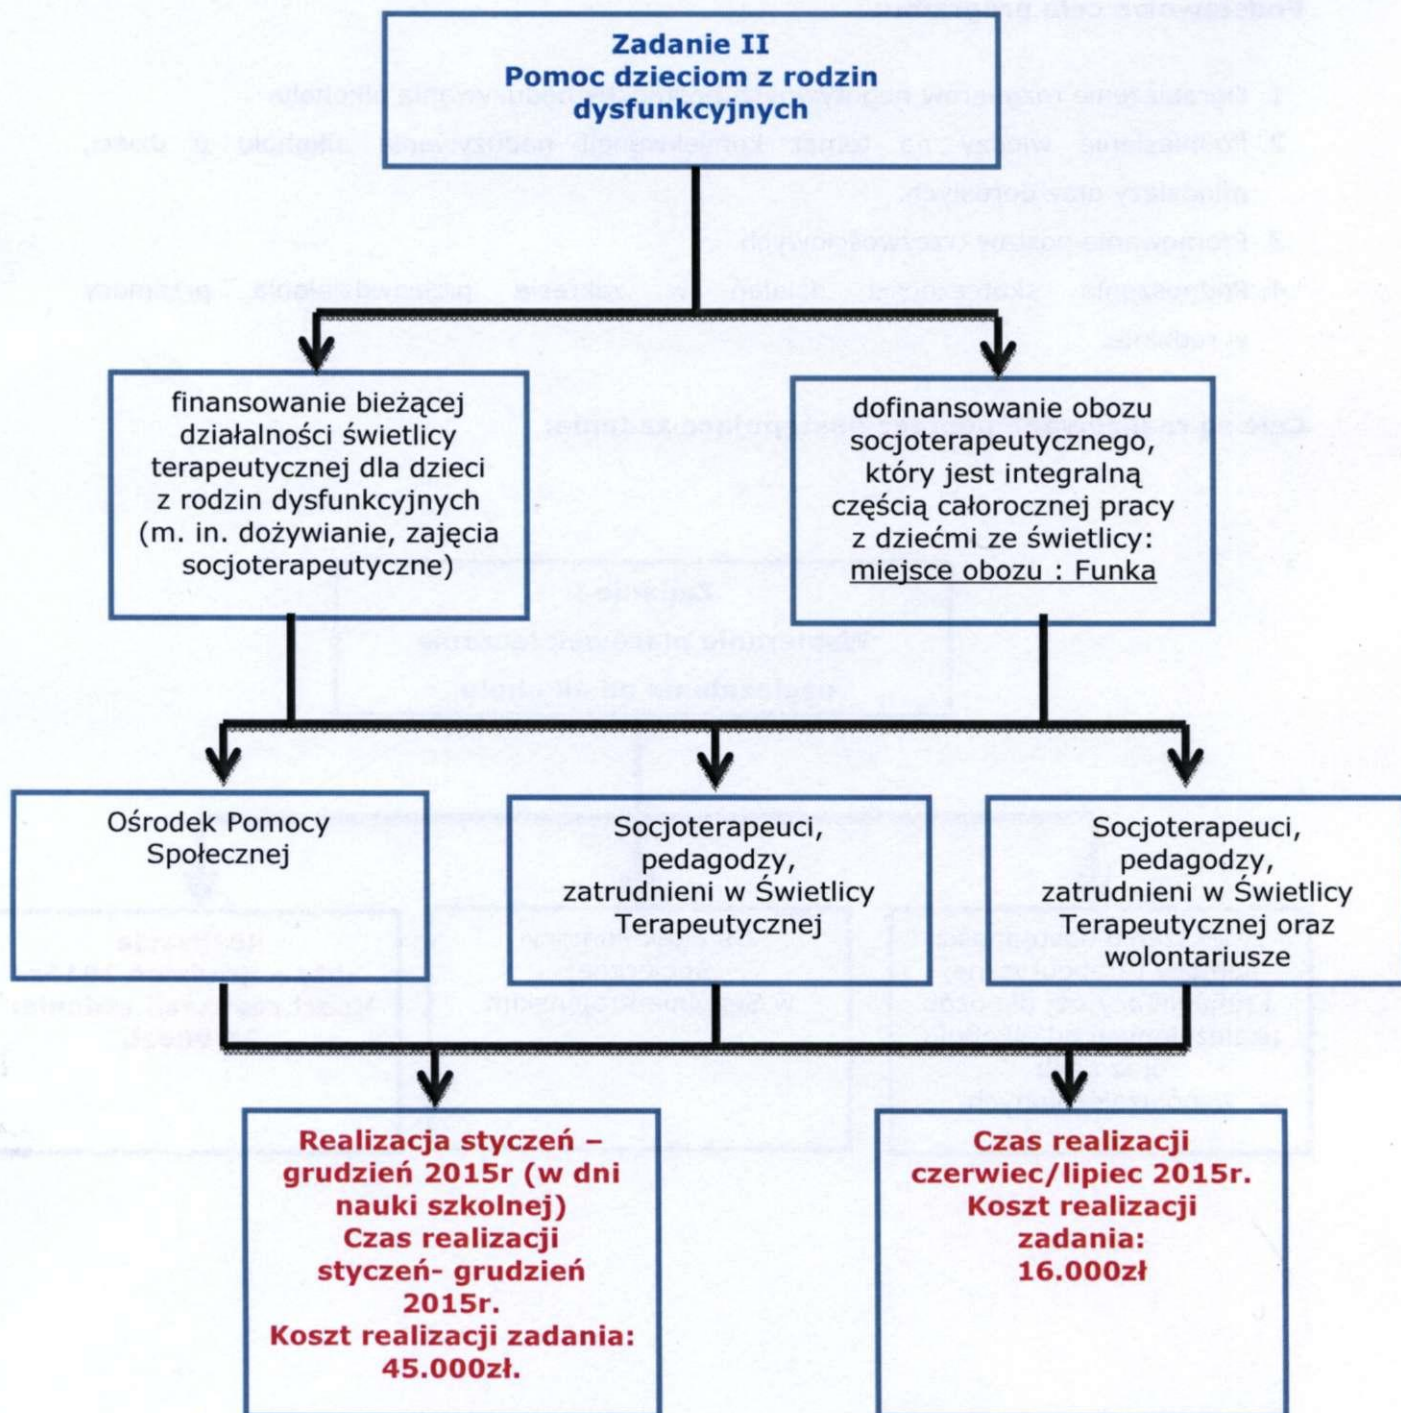 Zadanie II
Pomoc dzieciom z rodzin
dysfunkcyjnych
finansowanie bieżącej
działalności świetlicy
terapeutycznej dla dzieci
z rodzin dysfunkcyjnych
(m. in. dożywianie, zajęcia
socjoterapeutyczne)
dofinansowanie obozu
socjoterapeutycznego,
który jest integralną
częścią całorocznej pracy
z dziećmi ze świetlicy:
miejsce obozu : Funka
Ośrodek Pomocy
Społecznej
Socjoterapeuci,
pedagodzy,
zatrudnieni w Świetlicy
Terapeutycznej
Socjoterapeuci,
pedagodzy,
zatrudnieni w Świetlicy
Terapeutycznej oraz
wolontariusze
Realizacja styczeń –
grudzień 2015r (w dni
nauki szkolnej)
Czas realizacji
styczeń- grudzień
2015r.
Koszt realizacji zadania:
45.000zł.
Czas realizacji
czerwiec/lipiec 2015r.
Koszt realizacji
zadania:
16.000zł